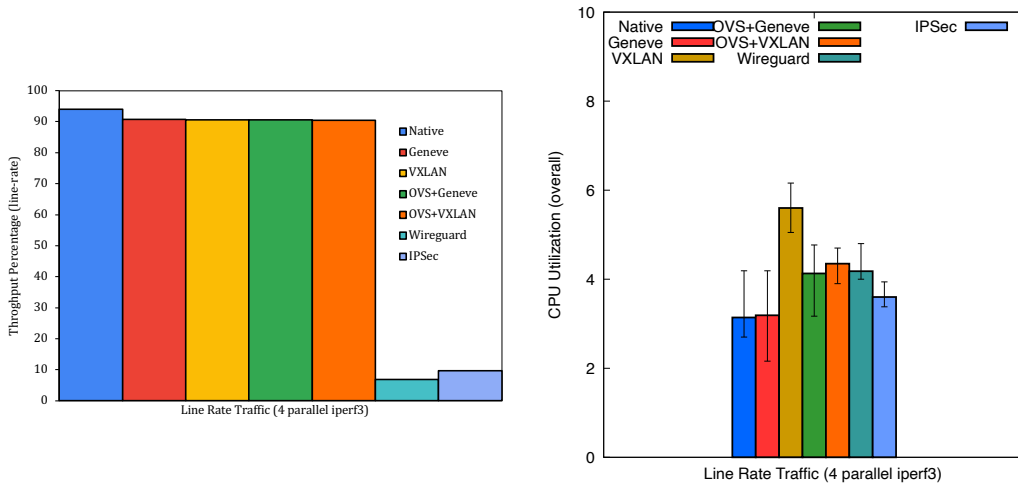 Throghput Percentage (line-rate)
100
90
80
70
60
50
40
30
20
10
0
Native
Geneve
VXLAN
OVS+Geneve
OVS+VXLAN
Wireguard
IPSec
Line Rate Traffic (4 parallel iperf3)
CPU Utilization (overall)
10
8
6
4
2
0
Native OVS+Geneve IPSec
Geneve OVS+VXLAN
VXLAN Wireguard
Line Rate Traffic (4 parallel iperf3)